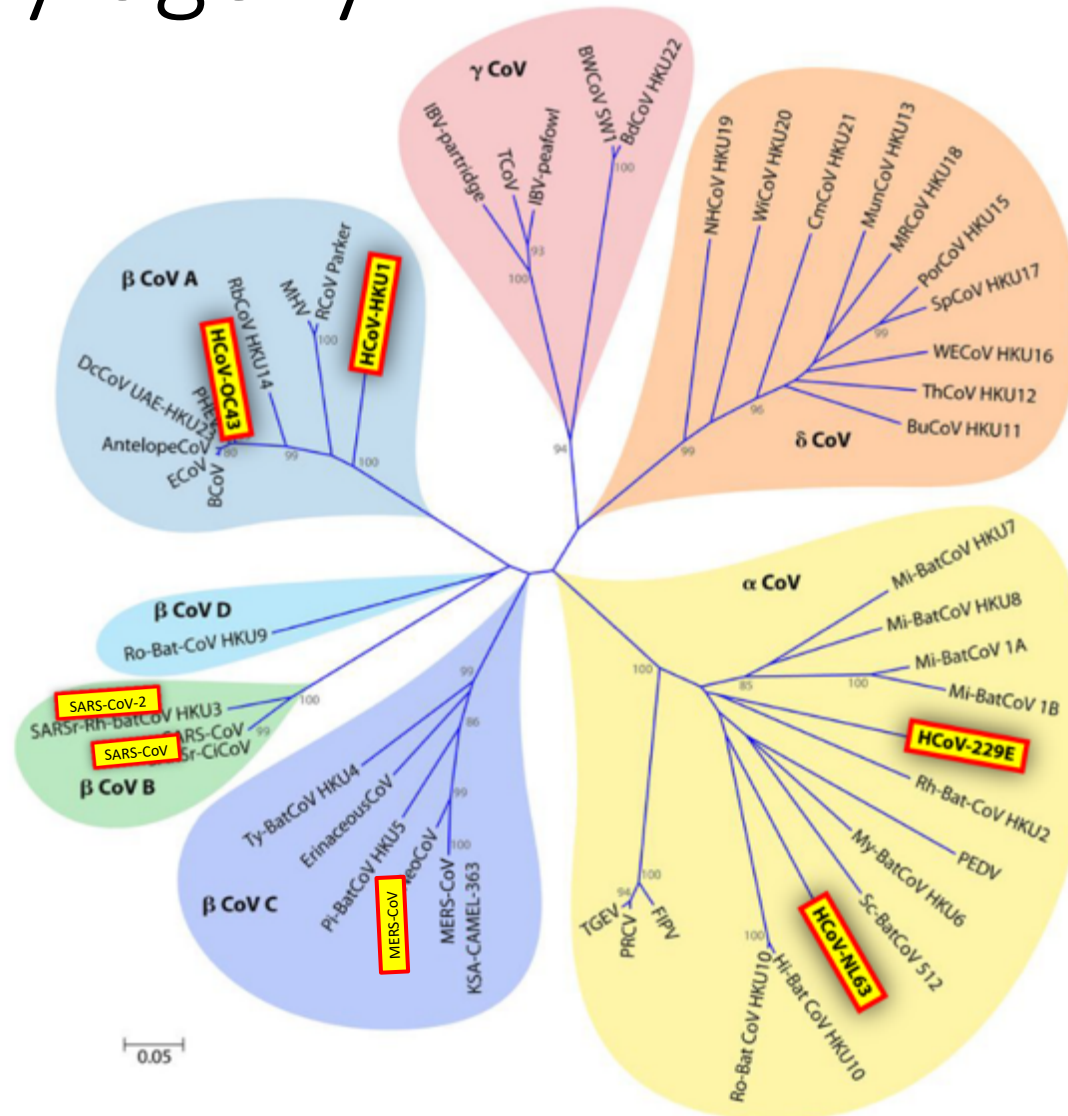 γ CoV
IBV-partridge
TCoV
IBV-peafowl
BWCoV SW1
BdCoV HKU22
100
93
100
94
NHCoV HKU19
WiCoV HKU20
CmCoV HKU21
MunCoV HKU13
MRCoV HKU18
PorCoV HKU15
SpCoV HKU17
99
WECoV HKU16
ThCoV HKU12
BuCoV HKU11
96
99
δ CoV
β CoV A
DcCoV UAE-HKU23
HCoV-OC43
RbCoV HKU14
MHV
RCoV Parker
HCoV-HKU1
100
AntelopeCoV
ECoV
BCoV
80
99
100
β CoV D
Ro-Bat-CoV HKU9
SARS-CoV-2
SARSr-Rh-batCoV HKU3
SARS-CoV
SARS-CoV
CiCoV
100
99
β CoV B
99
86
99
100
Ty-BatCoV HKU4
ErinaceousCoV
Pi-BatCoV HKU5
MERS-CoV
MERS-CoV
KSA-CAMEL-363
β CoV C
α CoV
Mi-BatCoV HKU7
Mi-BatCoV HKU8
Mi-BatCoV 1A
Mi-BatCoV 1B
100
85
100
HCoV-229E
Rh-Bat-CoV HKU2
PEDV
My-BatCoV HKU6
Sc-BatCoV 512
HCoV-NL63
Hi-Bat CoV HKU10
Ro-Bat CoV HKU10
100
100
94
TGEV
PRCV
FIPV
0.05